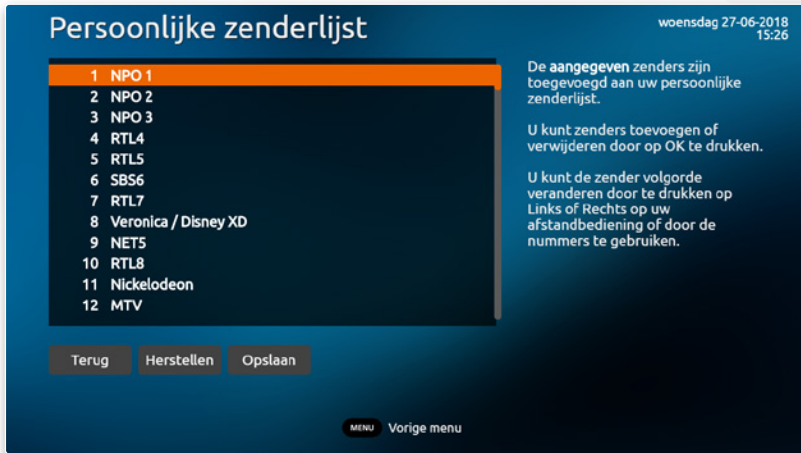 Persoonlijke zenderlijst
woensdag 27-06-2018
15:26
1 NPO 1
2 NPO 2
3 NPO 3
4 RTL4
5 RTL5
6 SBS6
7 RTL7
8 Veronica / Disney XD
9 NET5
10 RTL8
11 Nickelodeon
12 MTV
De aangegeven zenders zijn
toegevoegd aan uw persoonlijke
zenderlijst.
U kunt zenders toevoegen of
verwijderen door op OK te drukken.
U kunt de zender volgorde
veranderen door te drukken op
Links of Rechts op uw
afstandbediening of door de
nummers te gebruiken.
Terug Herstellen Opslaan
MENU Vorige menu